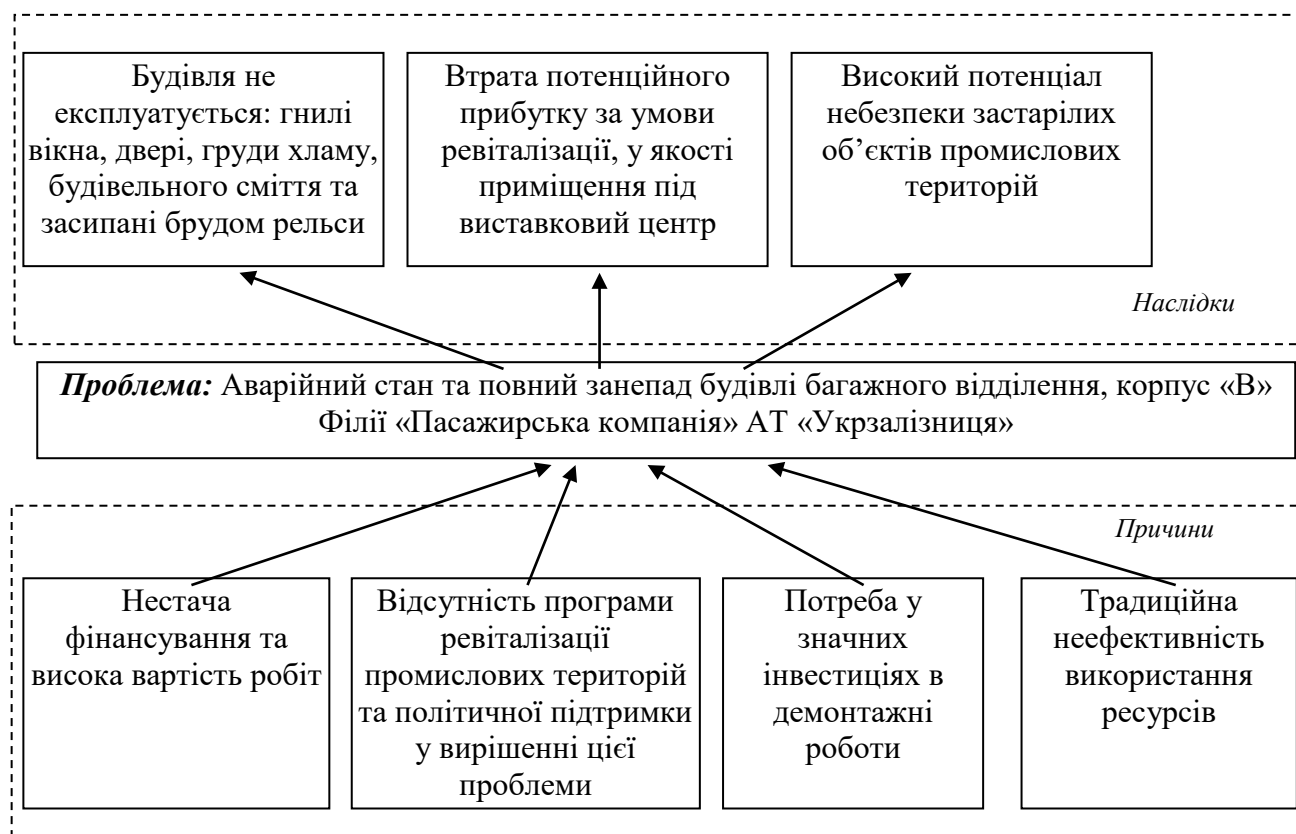 Будівля не
експлуатується: гнилі
вікна, двері, груди хламу,
будівельного сміття та
засипані брудом рельси
Втрата потенційного
прибутку за умови
ревіталізації, у якості
приміщення під
виставковий центр
Високий потенціал
небезпеки застарілих
об’єктів промислових
територій
Наслідки
Проблема: Аварійний стан та повний занепад будівлі багажного відділення, корпус «В»
Філії «Пасажирська компанія» АТ «Укрзалізниця»
Причини
Нестача
фінансування та
висока вартість робіт
Відсутність програми
ревіталізації
промислових територій
та політичної підтримки
у вирішенні цієї
проблеми
Потреба у
значних
інвестиціях в
демонтажні
роботи
Традиційна
неефективність
використання
ресурсів